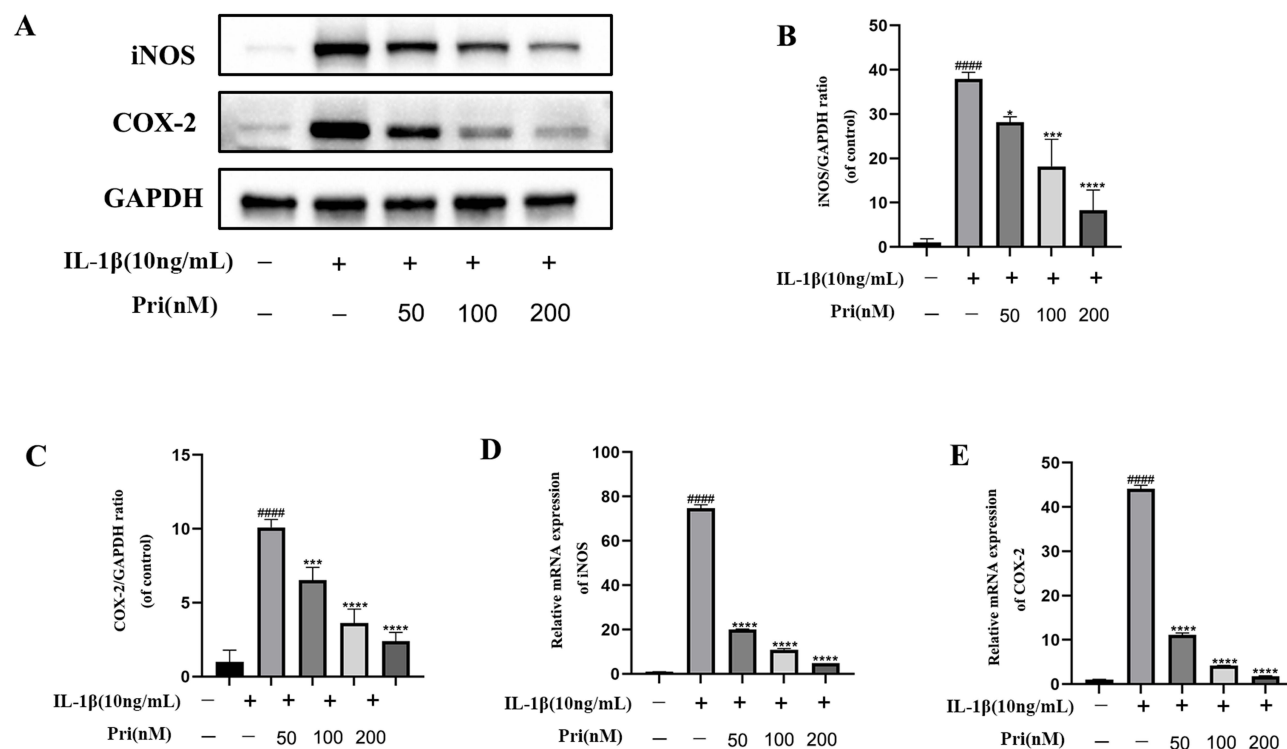 A
iNOS
COX-2
GAPDH
IL-1β(10ng/mL) – + + + +
Pri(nM) – – 50 100 200
B
iNOS/GAPDH ratio
(of control)
50
40
30
20
10
0
####
*
***
****
IL-1β(10ng/mL) – + + + +
Pri(nM) – – 50 100 200
C
COX-2/GAPDH ratio
(of control)
15
10
5
0
####
***
****
****
IL-1β(10ng/mL) – + + + +
Pri(nM) – – 50 100 200
D
Relative mRNA expression
of iNOS
100
80
60
40
20
0
####
****
****
****
IL-1β(10ng/mL) – + + + +
Pri(nM) – – 50 100 200
E
Relative mRNA expression
of COX-2
50
40
30
20
10
0
####
****
****
****
IL-1β(10ng/mL) – + + + +
Pri(nM) – – 50 100 200